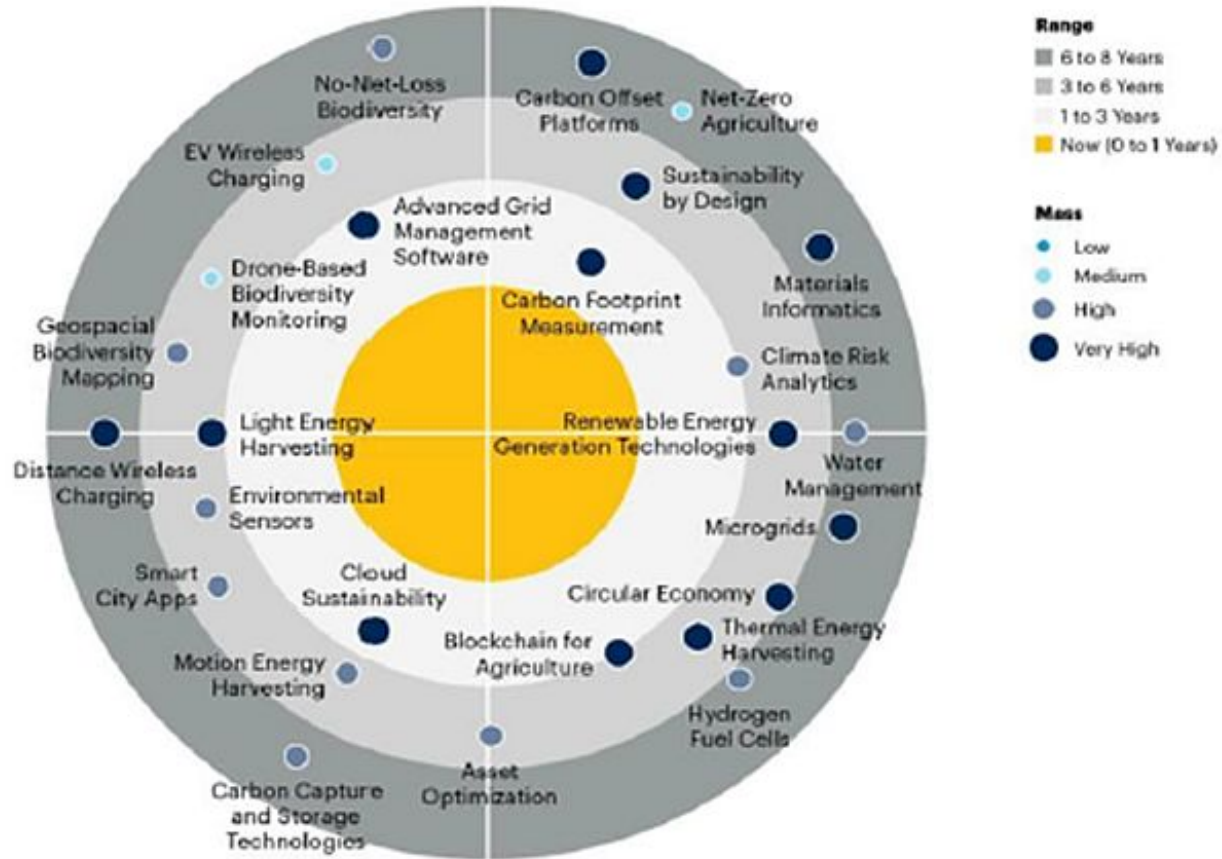 No-Net-Loss
Biodiversity
Carbon Offset
Platforms
Net-Zero
Agriculture
EV Wireless
Charging
Sustainability
by Design
Advanced Grid
Management
Software
Drone-Based
Biodiversity
Monitoring
Carbon Footprint
Measurement
Materials
Informatics
Geospacial
Biodiversity
Mapping
Climate Risk
Analytics
Light Energy
Harvesting
Renewable Energy
Generation Technologies
Distance Wireless
Charging
Water
Management
Environmental
Sensors
Microgrids
Smart
City Apps
Cloud
Sustainability
Circular Economy
Blockchain for
Agriculture
Thermal Energy
Harvesting
Motion Energy
Harvesting
Hydrogen
Fuel Cells
Asset
Optimization
Carbon Capture
and Storage
Technologies
Range
6 to 8 Years
3 to 6 Years
1 to 3 Years
Now (0 to 1 Years)
Mass
Low
Medium
High
Very High